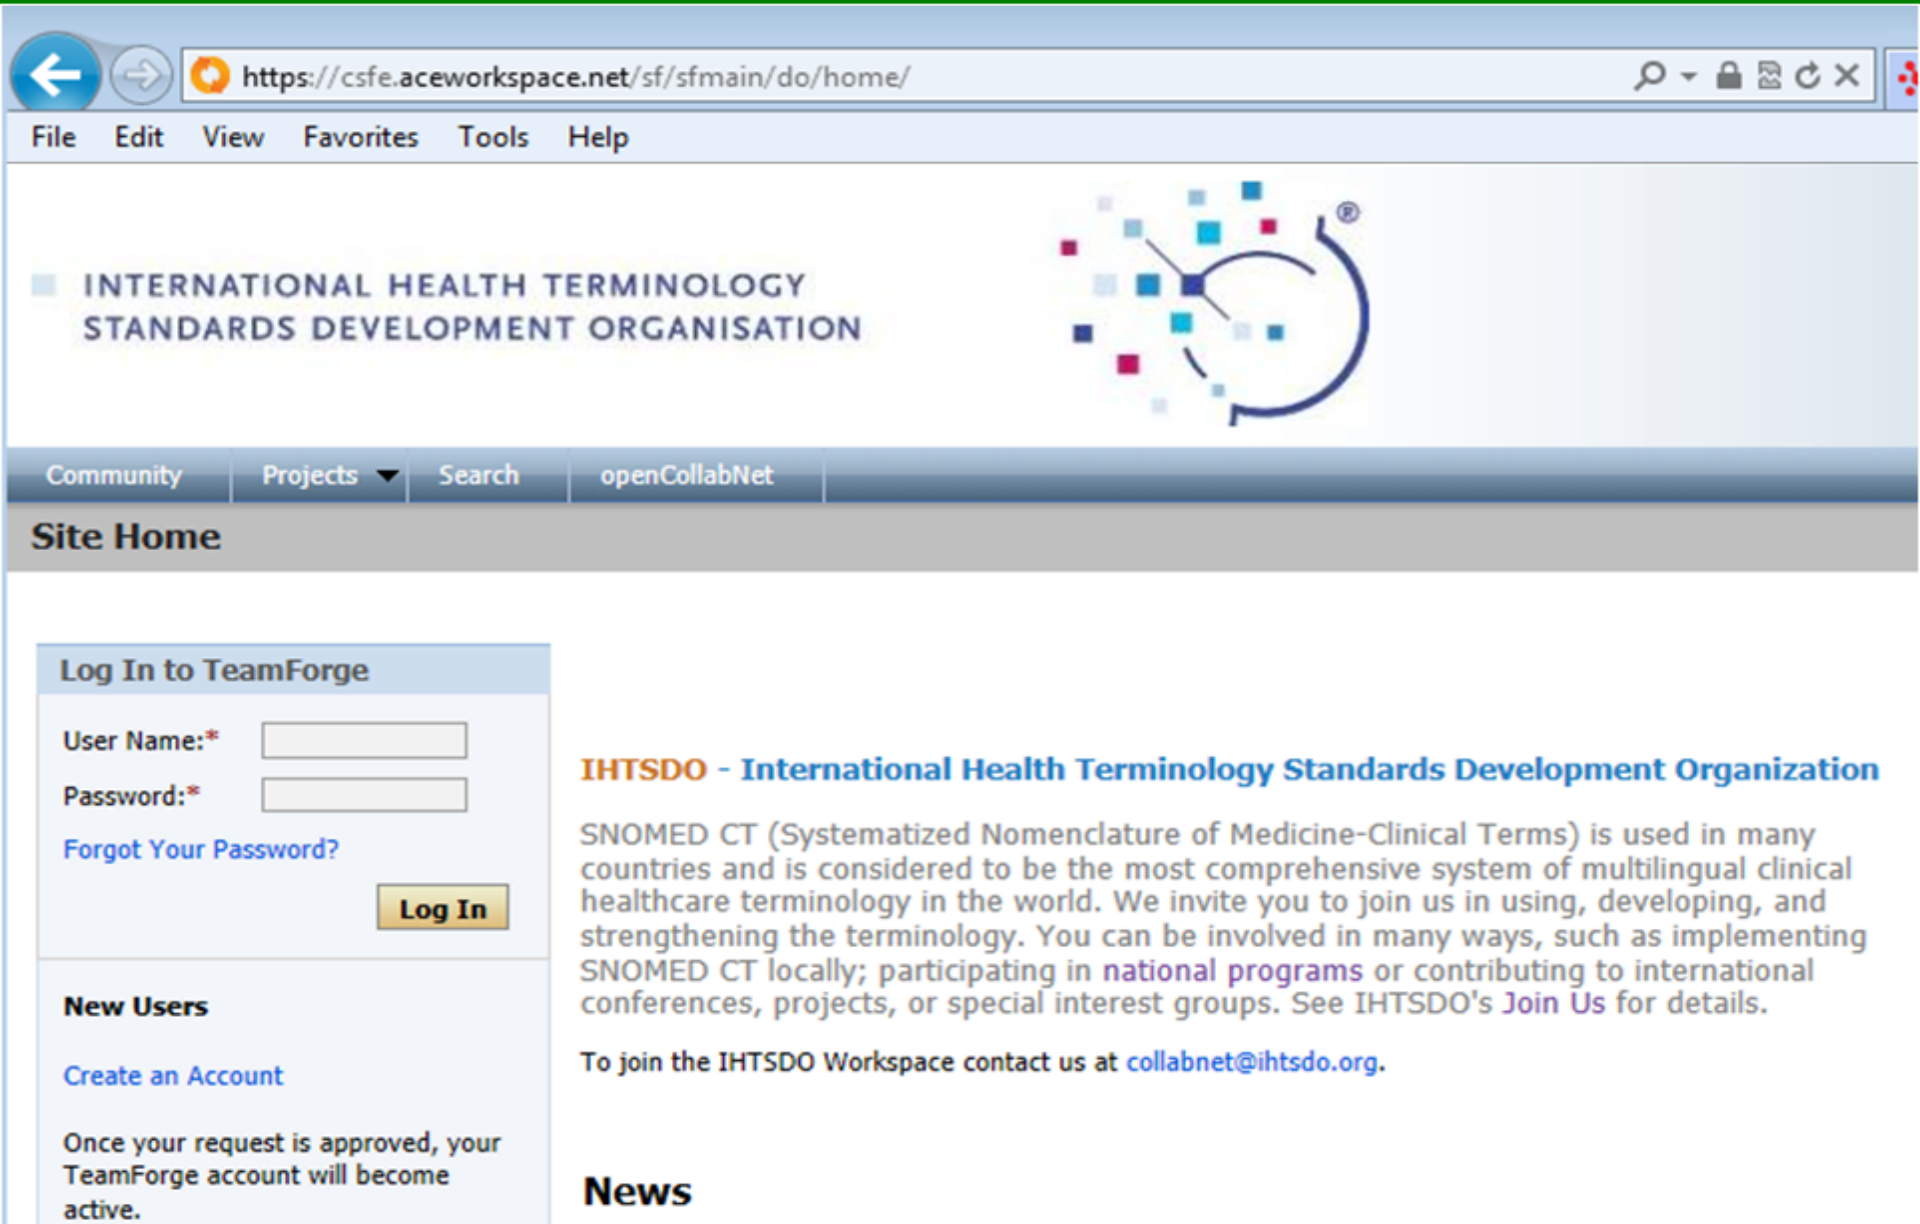 https://csfe.aceworkspace.net/sf/sfmain/do/home/
File Edit View Favorites Tools Help
INTERNATIONAL HEALTH TERMINOLOGY
STANDARDS DEVELOPMENT ORGANISATION
®
Community Projects Search openCollabNet
Site Home
Log In to TeamForge
User Name:*
Password:*
Forgot Your Password?
Log In
New Users
Create an Account
Once your request is approved, your
TeamForge account will become
active.
IHTSDO - International Health Terminology Standards Development Organization
SNOMED CT (Systematized Nomenclature of Medicine-Clinical Terms) is used in many
countries and is considered to be the most comprehensive system of multilingual clinical
healthcare terminology in the world. We invite you to join us in using, developing, and
strengthening the terminology. You can be involved in many ways, such as implementing
SNOMED CT locally; participating in national programs or contributing to international
conferences, projects, or special interest groups. See IHTSDO's Join Us for details.
To join the IHTSDO Workspace contact us at collabnet@ihtsdo.org.
News